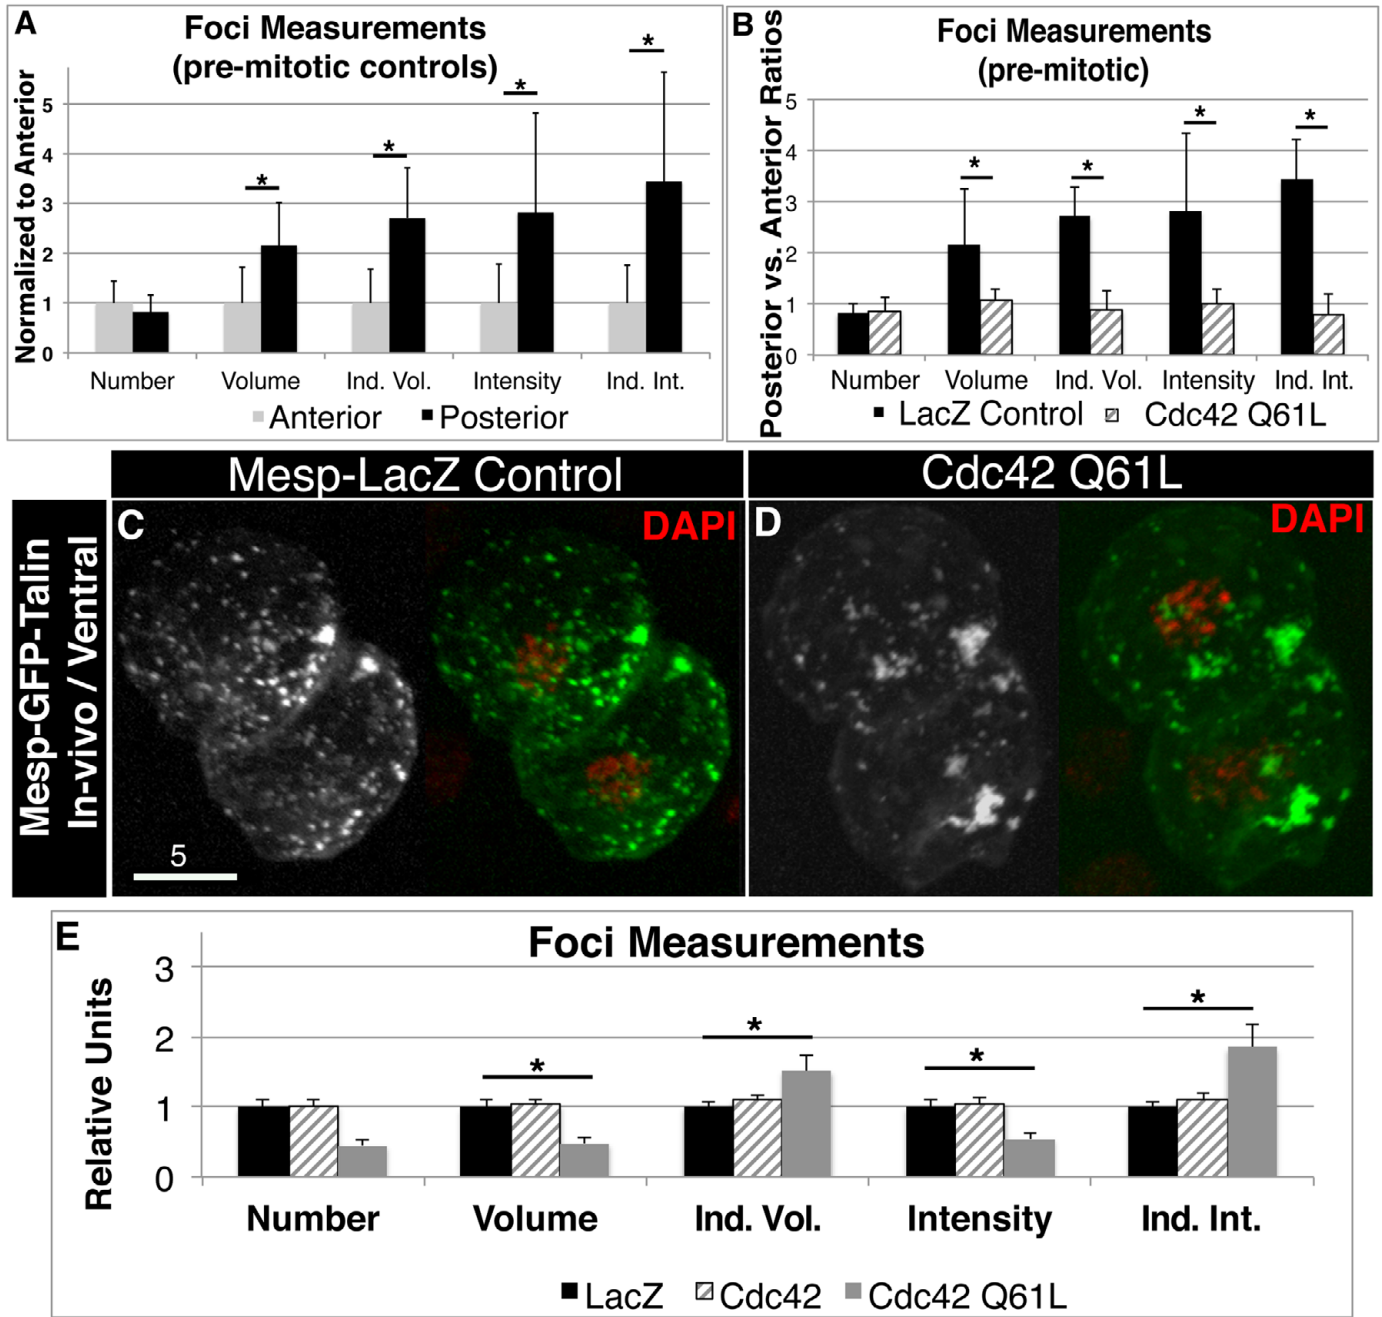 A
Foci Measurements
(pre-mitotic controls)
Normalized to Anterior
5
4
3
2
1
0
*
*
*
*
Number Volume Ind. Vol. Intensity Ind. Int.
Anterior Posterior
B
Foci Measurements
(pre-mitotic)
Posterior vs. Anterior Ratios
5
4
3
2
1
0
*
*
*
*
Number Volume Ind. Vol. Intensity Ind. Int.
LacZ Control Cdc42 Q61L
Mesp-LacZ Control
Cdc42 Q61L
Mesp-GFP-Talin
In-vivo / Ventral
C
DAPI
5
D
DAPI
E
Foci Measurements
Relative Units
3
2
1
0
*
*
*
*
Number Volume Ind. Vol. Intensity Ind. Int.
LacZ Cdc42 Cdc42 Q61L